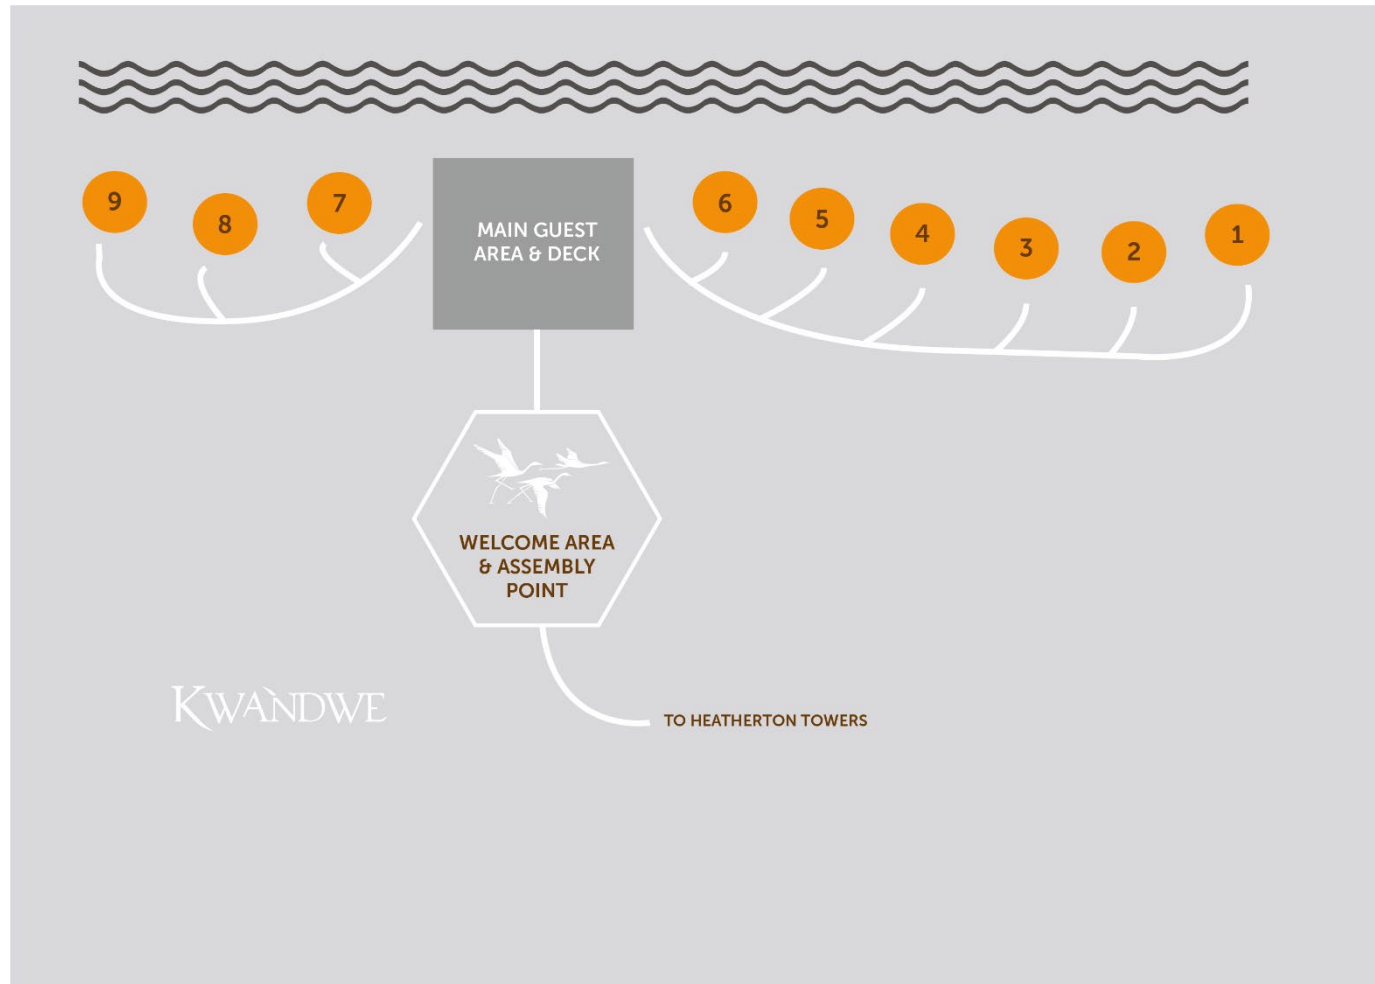 9
8
7
MAIN GUEST
AREA & DECK
6
5
4
3
2
1
WELCOME AREA
& ASSEMBLY
POINT
KWANDWE
TO HEATHERTON TOWERS